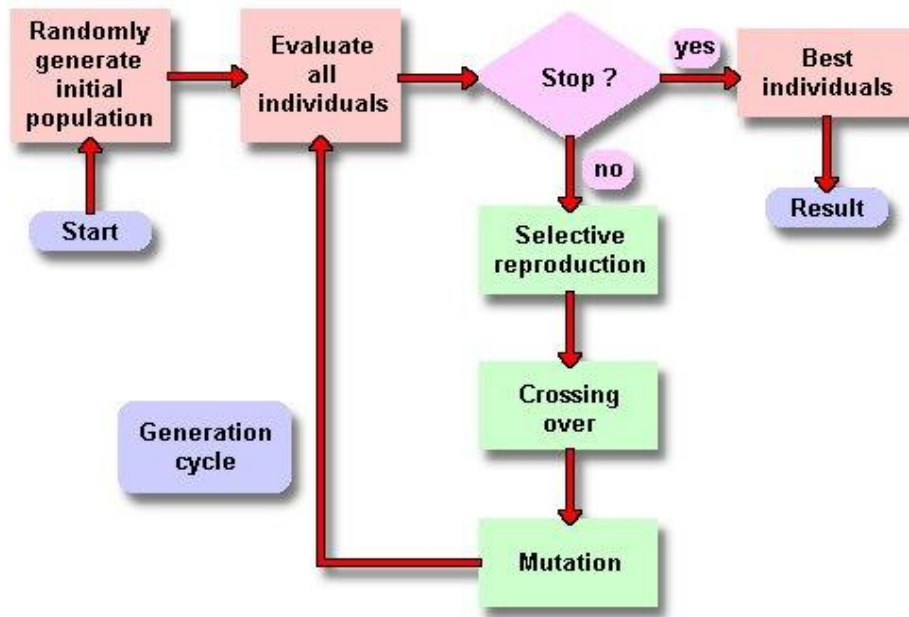 Randomly
generate
initial
population
Evaluate
all
individuals
Stop ?
yes
Best
individuals
no
Start
Result
Selective
reproduction
Crossing
over
Generation
cycle
Mutation